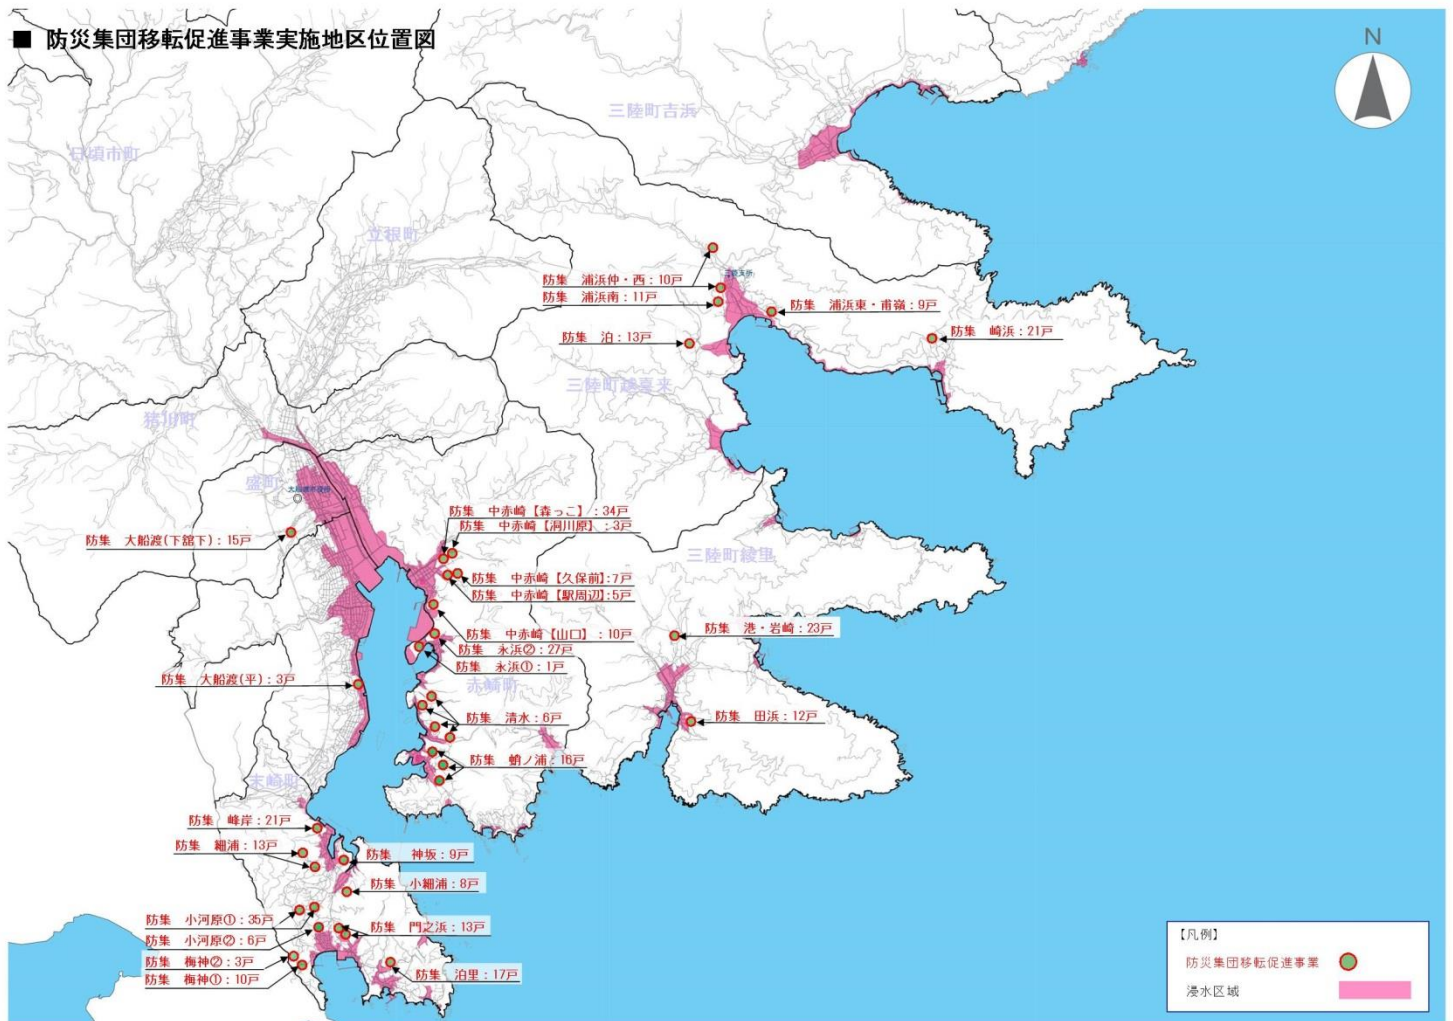 ■ 防災集団移転促進事業実施地区位置図
N
三陸町吉浜
日頃市町
立根町
防集 浦浜仲・西：10戸
三陸支所
防集 浦浜南：11戸
防集 浦浜東・甫嶺：9戸
防集 泊：13戸
防集 崎浜：21戸
三陸町越喜来
猪川町
盛町
大船渡市役所
防集 中赤崎【森っこ】：34戸
防集 中赤崎【洞川原】：3戸
防集 大船渡(下舘下)：15戸
三陸町綾里
防集 中赤崎【久保前】:7戸
防集 中赤崎【駅周辺】:5戸
防集 中赤崎【山口】：10戸
防集 港・岩崎：23戸
防集 永浜②：27戸
防集 永浜①：1戸
防集 大船渡(平)：3戸
赤崎町
防集 清水：6戸
防集 田浜：12戸
防集 蛸ノ浦：16戸
末崎町
防集 峰岸：21戸
防集 細浦：13戸
防集 神坂：9戸
防集 小細浦：8戸
防集 小河原①：35戸
防集 門之浜：13戸
防集 小河原②：6戸
防集 梅神②：3戸
防集 梅神①：10戸
防集 泊里：17戸
【凡例】
防災集団移転促進事業
浸水区域